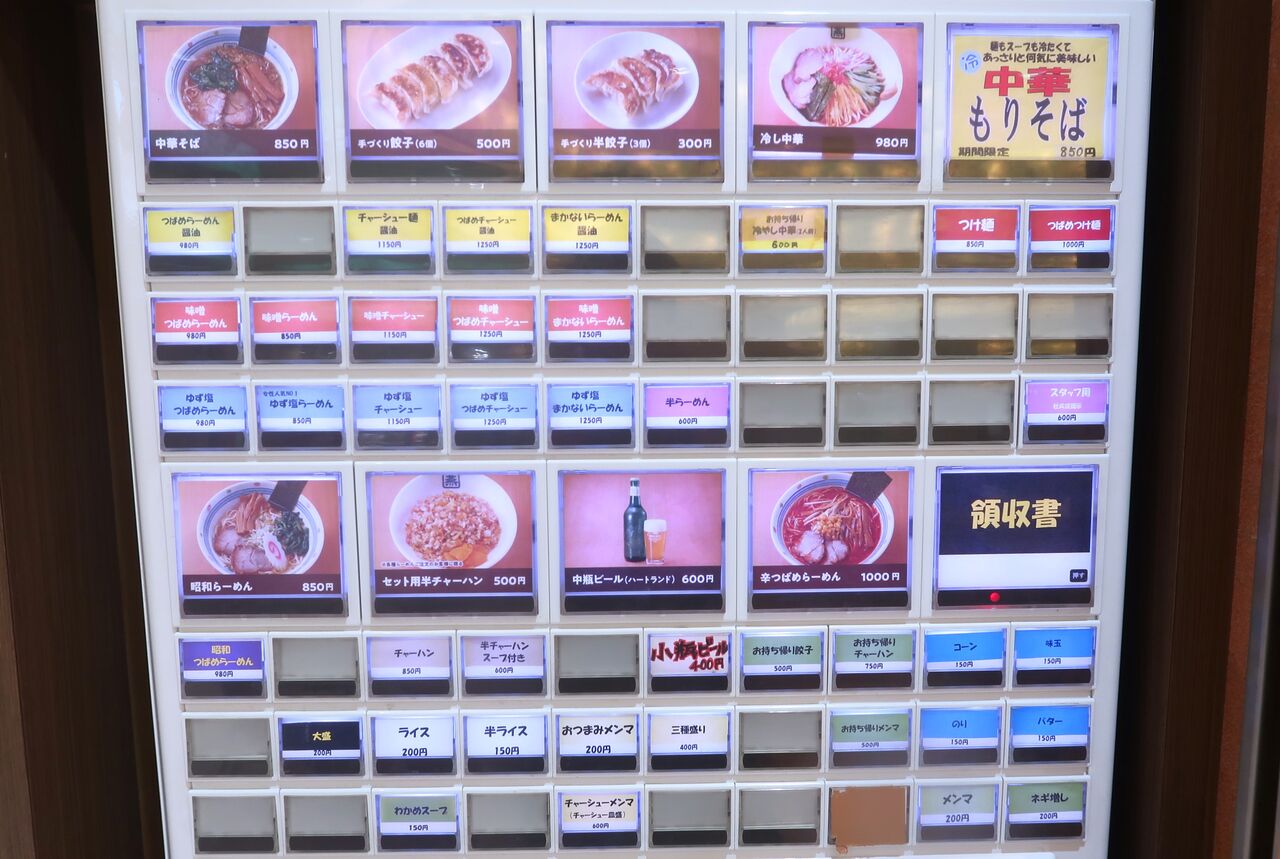 中華そば 850円
手づくり餃子(6個) 500円
手づくり半餃子(3個) 300円
冷し中華 980円
冷
麺もスープも冷たくて
あっさりと何気に美味しい
中華
もりそば
期間限定 850円
つばめらーめん
醤油
980円
チャーシュー麺
醤油
1150円
つばめチャーシュー
醤油
1250円
まかないらーめん
醤油
1250円
お持ち帰り
冷やし中華(2人前)
600円
つけ麺
850円
つばめつけ麺
1000円
味噌
つばめらーめん
980円
味噌らーめん
850円
味噌チャーシュー
1150円
味噌
つばめチャーシュー
1250円
味噌
まかないらーめん
1250円
ゆず塩
つばめらーめん
980円
女性人気NO1
ゆず塩らーめん
850円
ゆず塩
チャーシュー
1150円
ゆず塩
つばめチャーシュー
1250円
ゆず塩
まかないらーめん
1250円
半らーめん
600円
スタッフ用
600円
昭和らーめん 850円
セット用半チャーハン 500円
中瓶ビール(ハートランド) 600円
辛つばめらーめん 1000円
領収書
押す
昭和
つばめらーめん
980円
チャーハン
850円
半チャーハン
スープ付き
600円
小瓶ビール
400円
お持ち帰り餃子
500円
お持ち帰り
チャーハン
750円
コーン
150円
味玉
150円
大盛
200円
ライス
200円
半ライス
150円
おつまみメンマ
200円
三種盛り
400円
お持ち帰りメンマ
500円
のり
150円
バター
150円
わかめスープ
150円
チャーシューメンマ
(チャーシュー皿盛)
600円
メンマ
200円
ネギ増し
200円